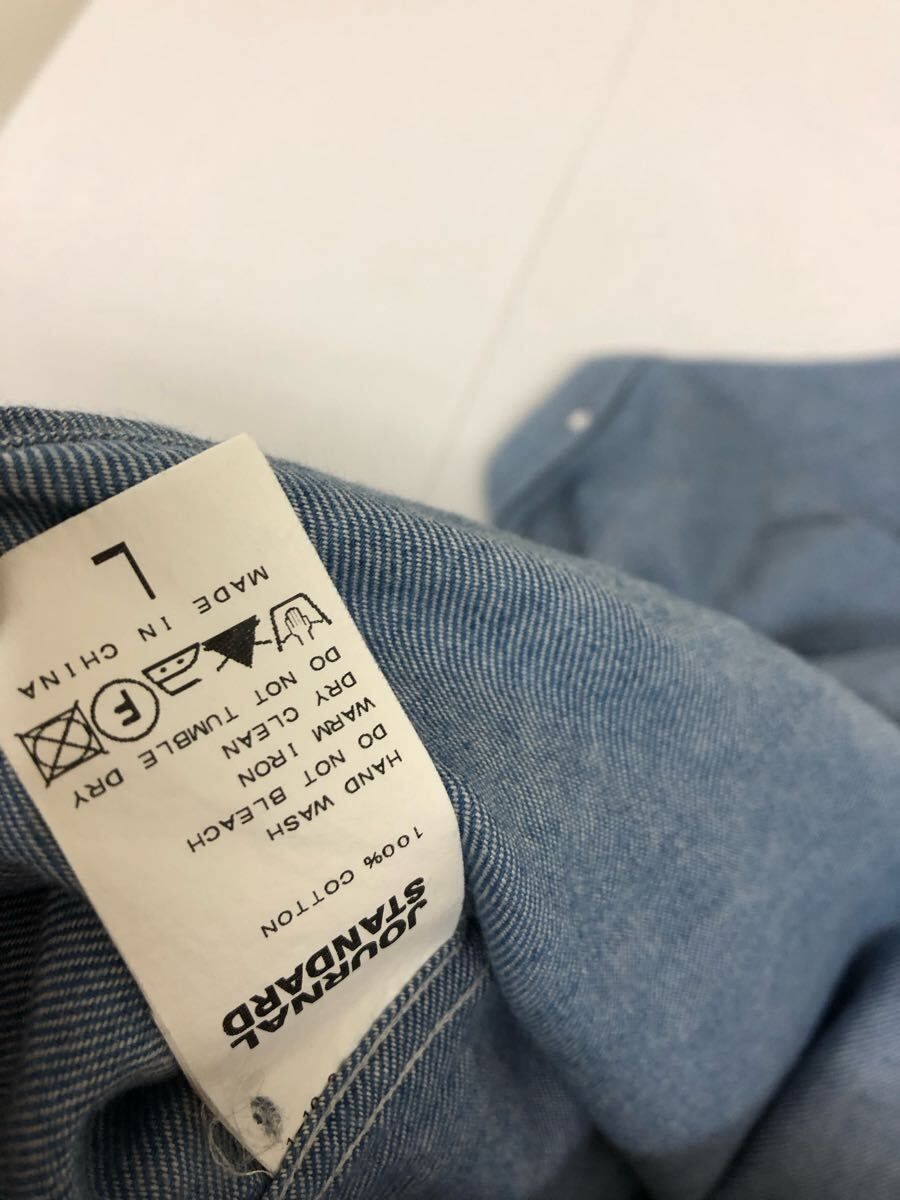 JOURNAL
STANDARD
100% COTTON
HAND WASH
DO NOT BLEACH
WARM IRON
DRY CLEAN
DO NOT TUMBLE DRY
F
MADE IN CHINA
L